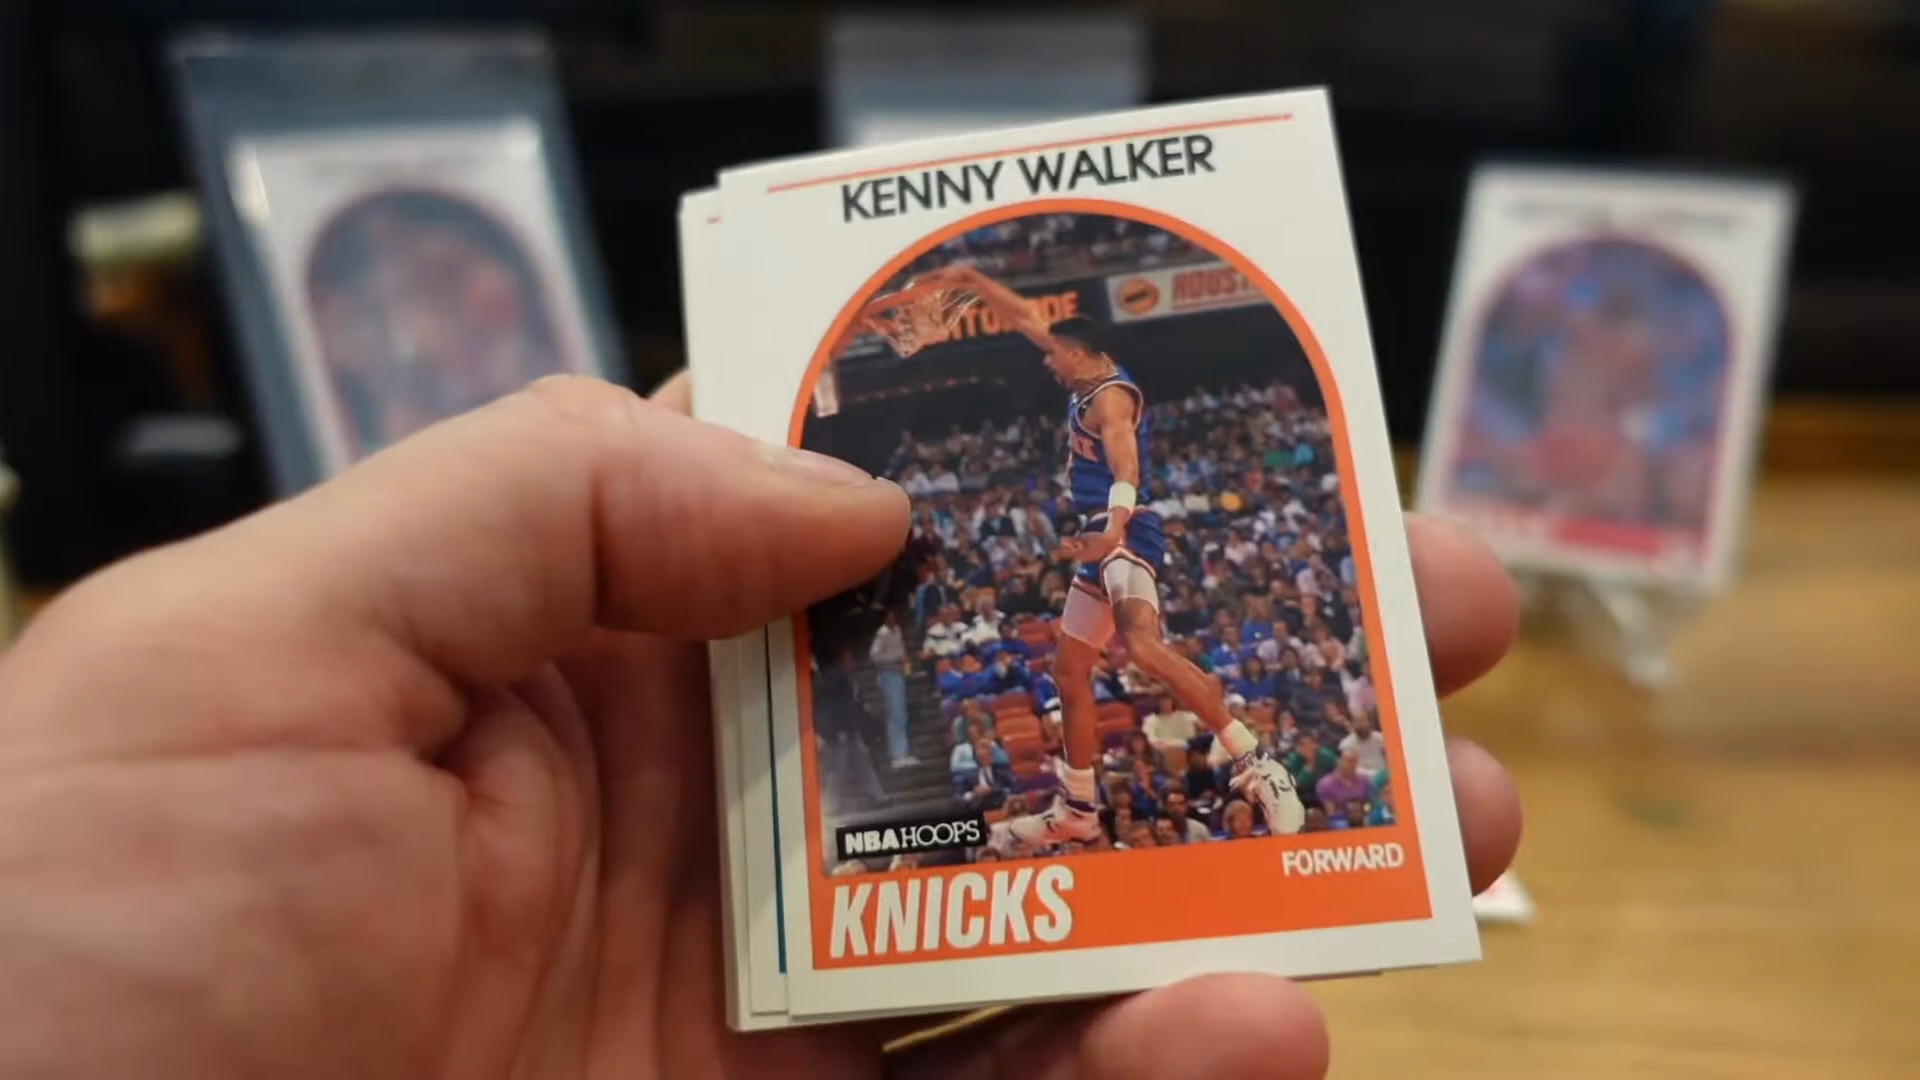 KENNY WALKER
HOUST
NBA HOOPS
FORWARD
KNICKS